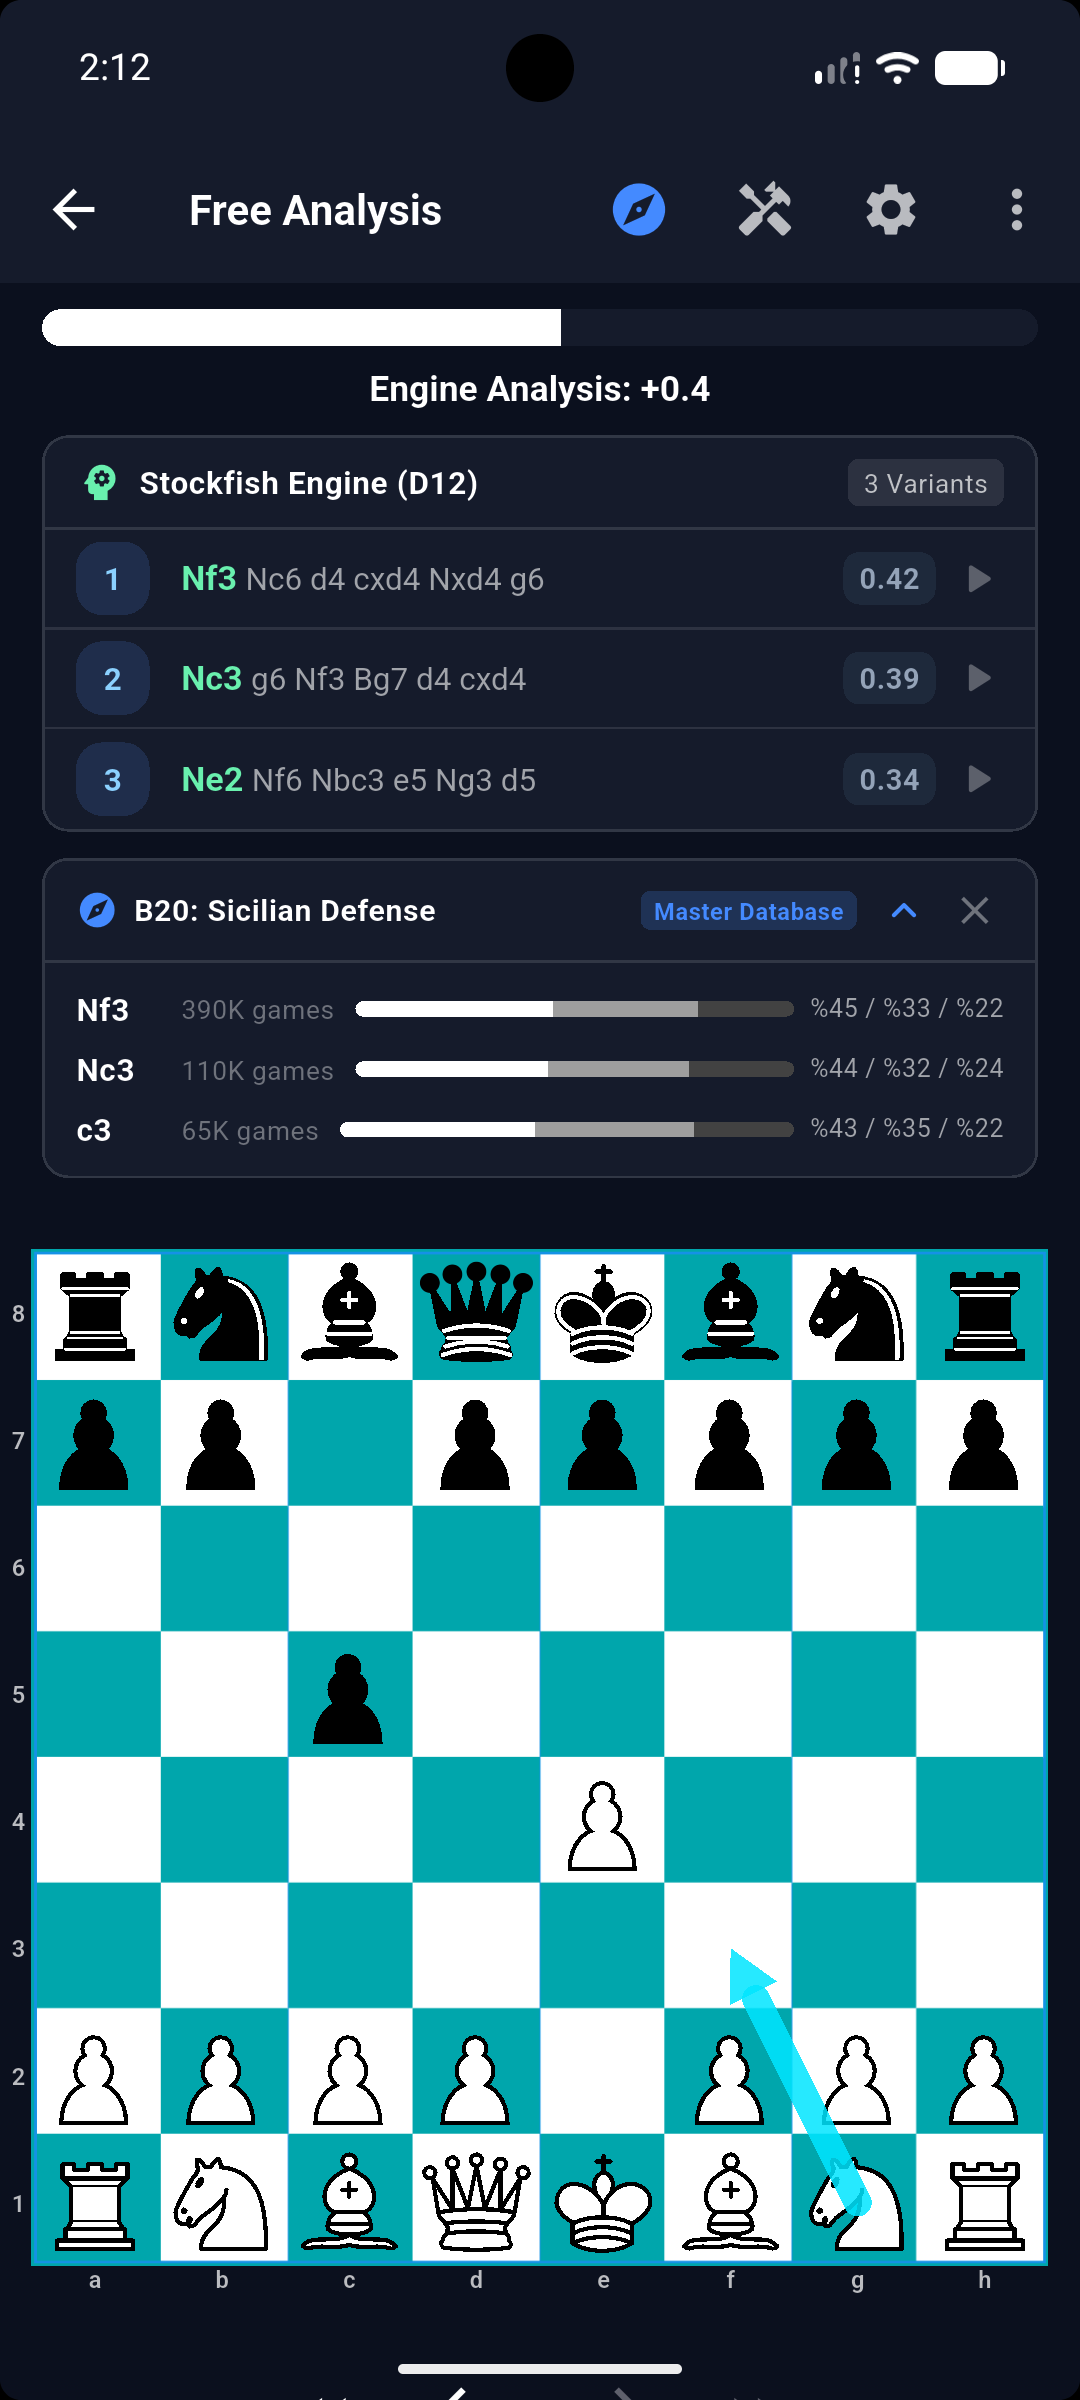 2:12
Free Analysis
Engine Analysis: +0.4
Stockfish Engine (D12) 3 Variants
1 Nf3 Nc6 d4 cxd4 Nxd4 g6 0.42
2 Nc3 g6 Nf3 Bg7 d4 cxd4 0.39
3 Ne2 Nf6 Nbc3 e5 Ng3 d5 0.34
B20: Sicilian Defense Master Database
Nf3 390K games %45 / %33 / %22
Nc3 110K games %44 / %32 / %24
c3 65K games %43 / %35 / %22
8
7
6
5
4
3
2
1
a b c d e f g h